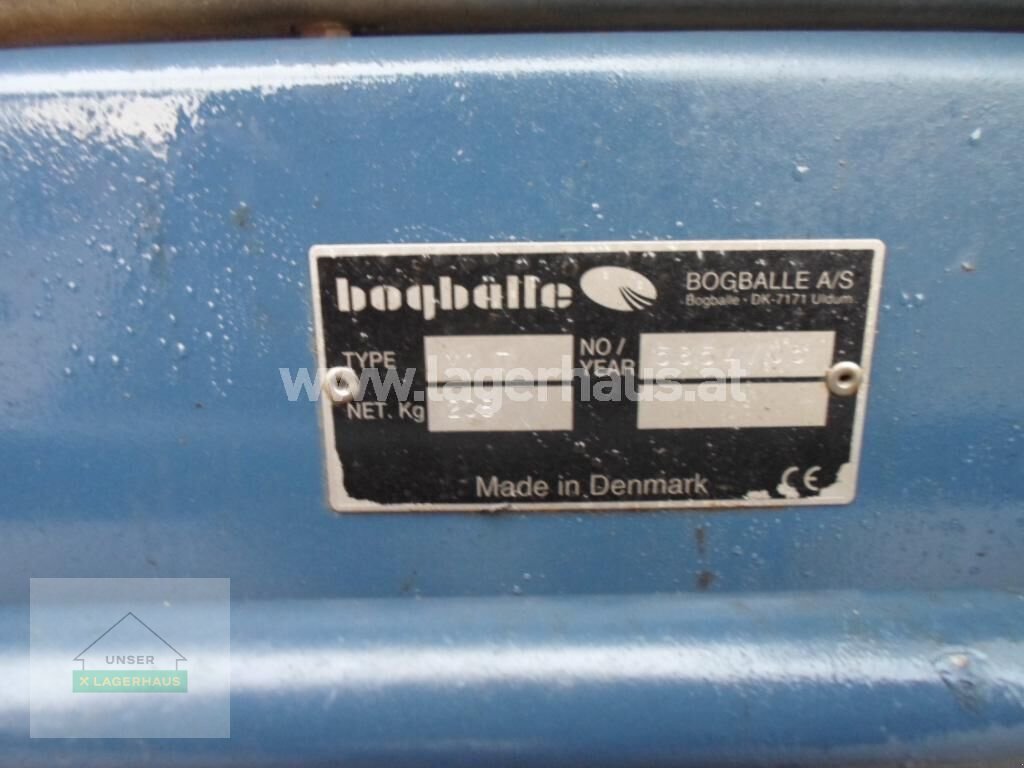 bogbälle
BOGBALLE A/S
Bogballe · DK-7171 Uldum
TYPE
NO /
YEAR
www.lagerhaus.at
NET. Kg
Made in Denmark
CE
UNSER
X LAGERHAUS